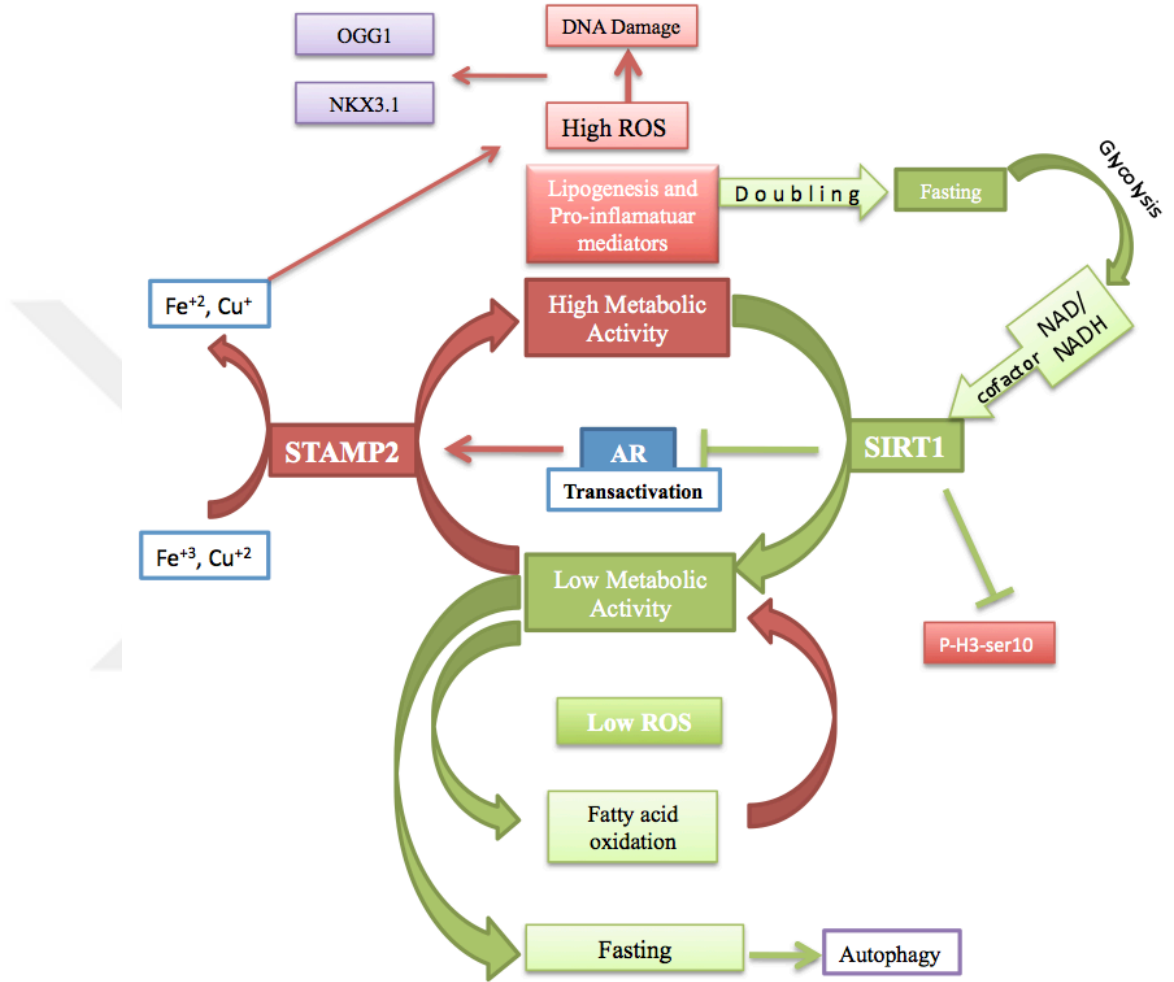 OGG1
DNA Damage
NKX3.1
High ROS
Lipogenesis and
Pro-inflamatuar
mediators
Doubling
Fasting
Glycolysis
Fe+2, Cu+
High Metabolic
Activity
NAD/
NADH
cofactor
STAMP2
AR
Transactivation
SIRT1
Fe+3, Cu+2
Low Metabolic
Activity
P-H3-ser10
Low ROS
Fatty acid
oxidation
Fasting
Autophagy